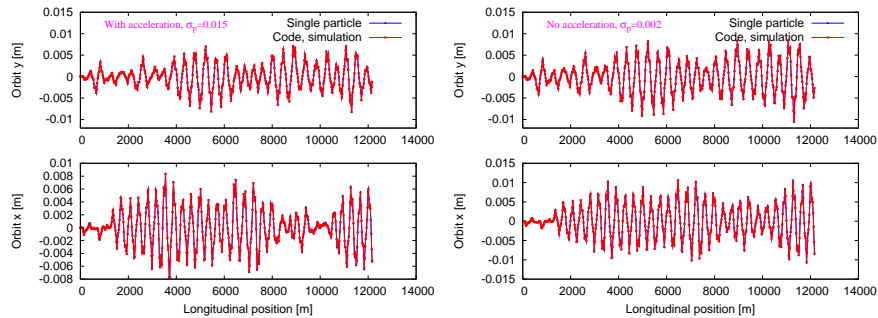 With acceleration, σp=0.015
Single particle
Code, simulation
Orbit y [m]
0.015
0.01
0.005
0
-0.005
-0.01
0 2000 4000 6000 8000 10000 12000 14000
No acceleration, σp=0.002
Single particle
Code, simulation
Orbit y [m]
0.015
0.01
0.005
0
-0.005
-0.01
0 2000 4000 6000 8000 10000 12000 14000
Orbit x [m]
0.01
0.008
0.006
0.004
0.002
0
-0.002
-0.004
-0.006
-0.008
0 2000 4000 6000 8000 10000 12000 14000
Longitudinal position [m]
Orbit x [m]
0.015
0.01
0.005
0
-0.005
-0.01
-0.015
0 2000 4000 6000 8000 10000 12000 14000
Longitudinal position [m]